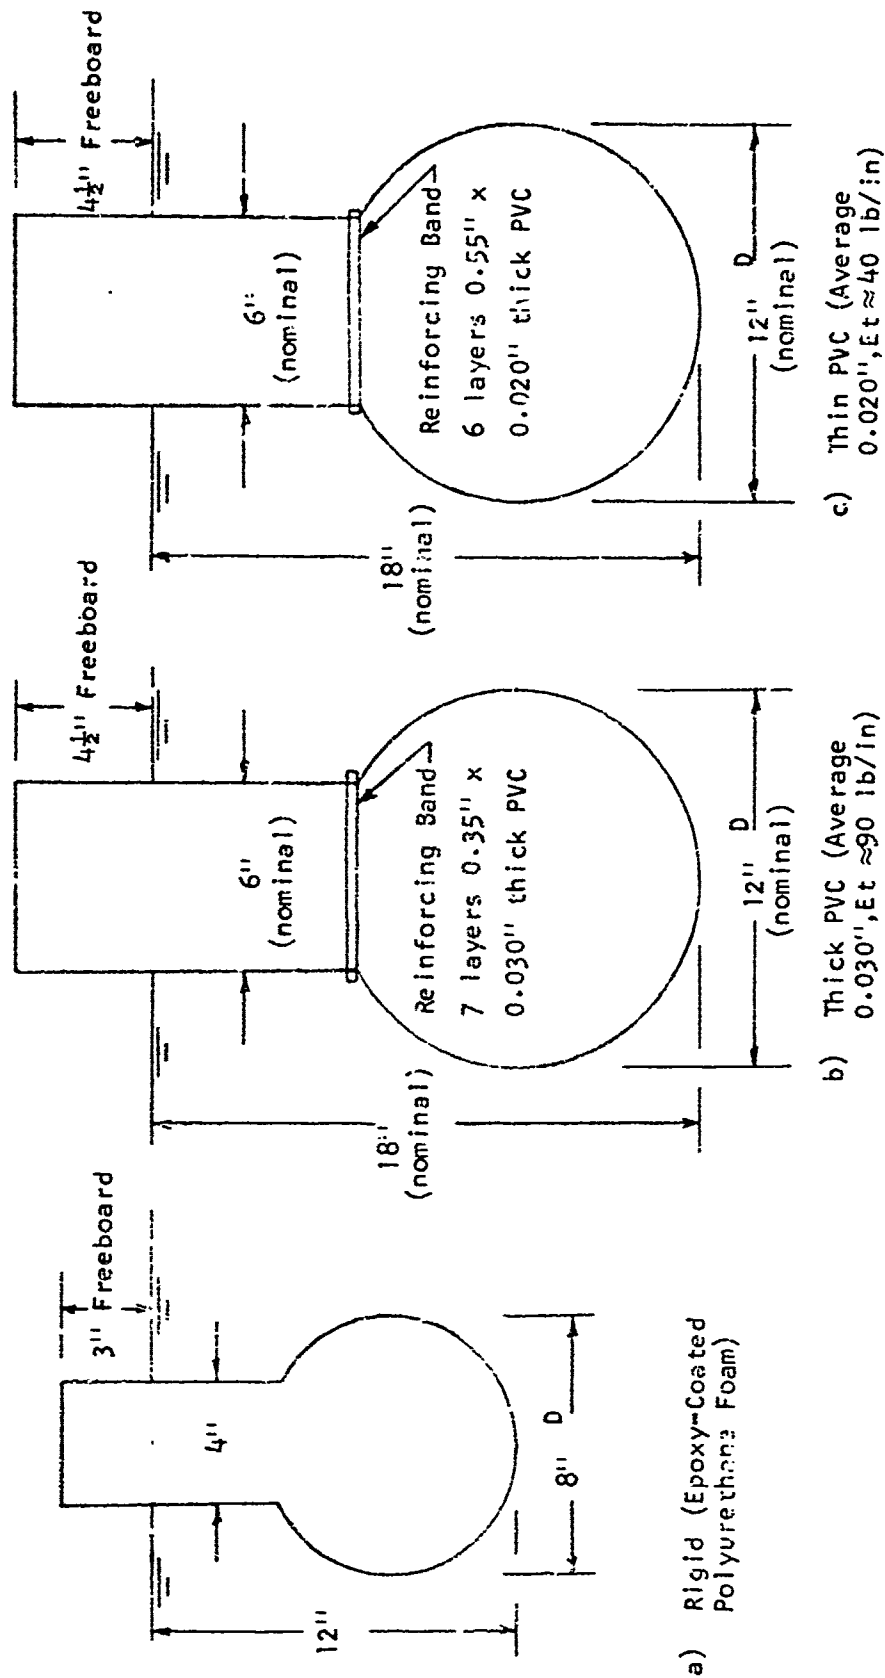 3" Freeboard
4"
12"
8"
D
a) Rigid (Epoxy-Coated
Polyurethane Foam)
4½" Freeboard
6"
(nominal)
Reinforcing Band
7 layers 0.35" x
0.030" thick PVC
18"
(nominal)
D
12"
(nominal)
b) Thick PVC (Average
0.030", Et ≈90 lb/in)
4½" Freeboard
6"
(nominal)
Reinforcing Band
6 layers 0.55" x
0.020" thick PVC
18"
(nominal)
D
12"
(nominal)
c) Thin PVC (Average
0.020", Et ≈ 40 lb/in)